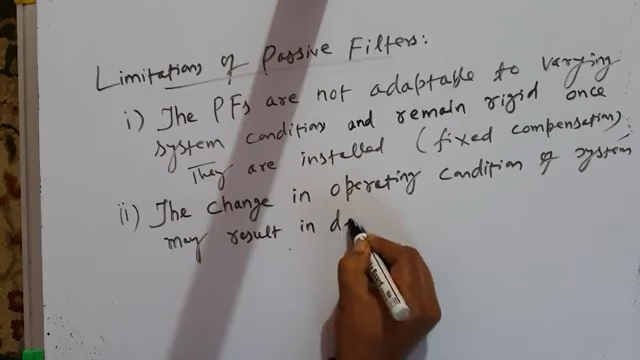 Limitations of Passive Filters:
i) The PFs are not adaptable to varying
system conditions and remain rigid once
They are installed (fixed compensation)
ii) The change in operating condition of system
may result in de